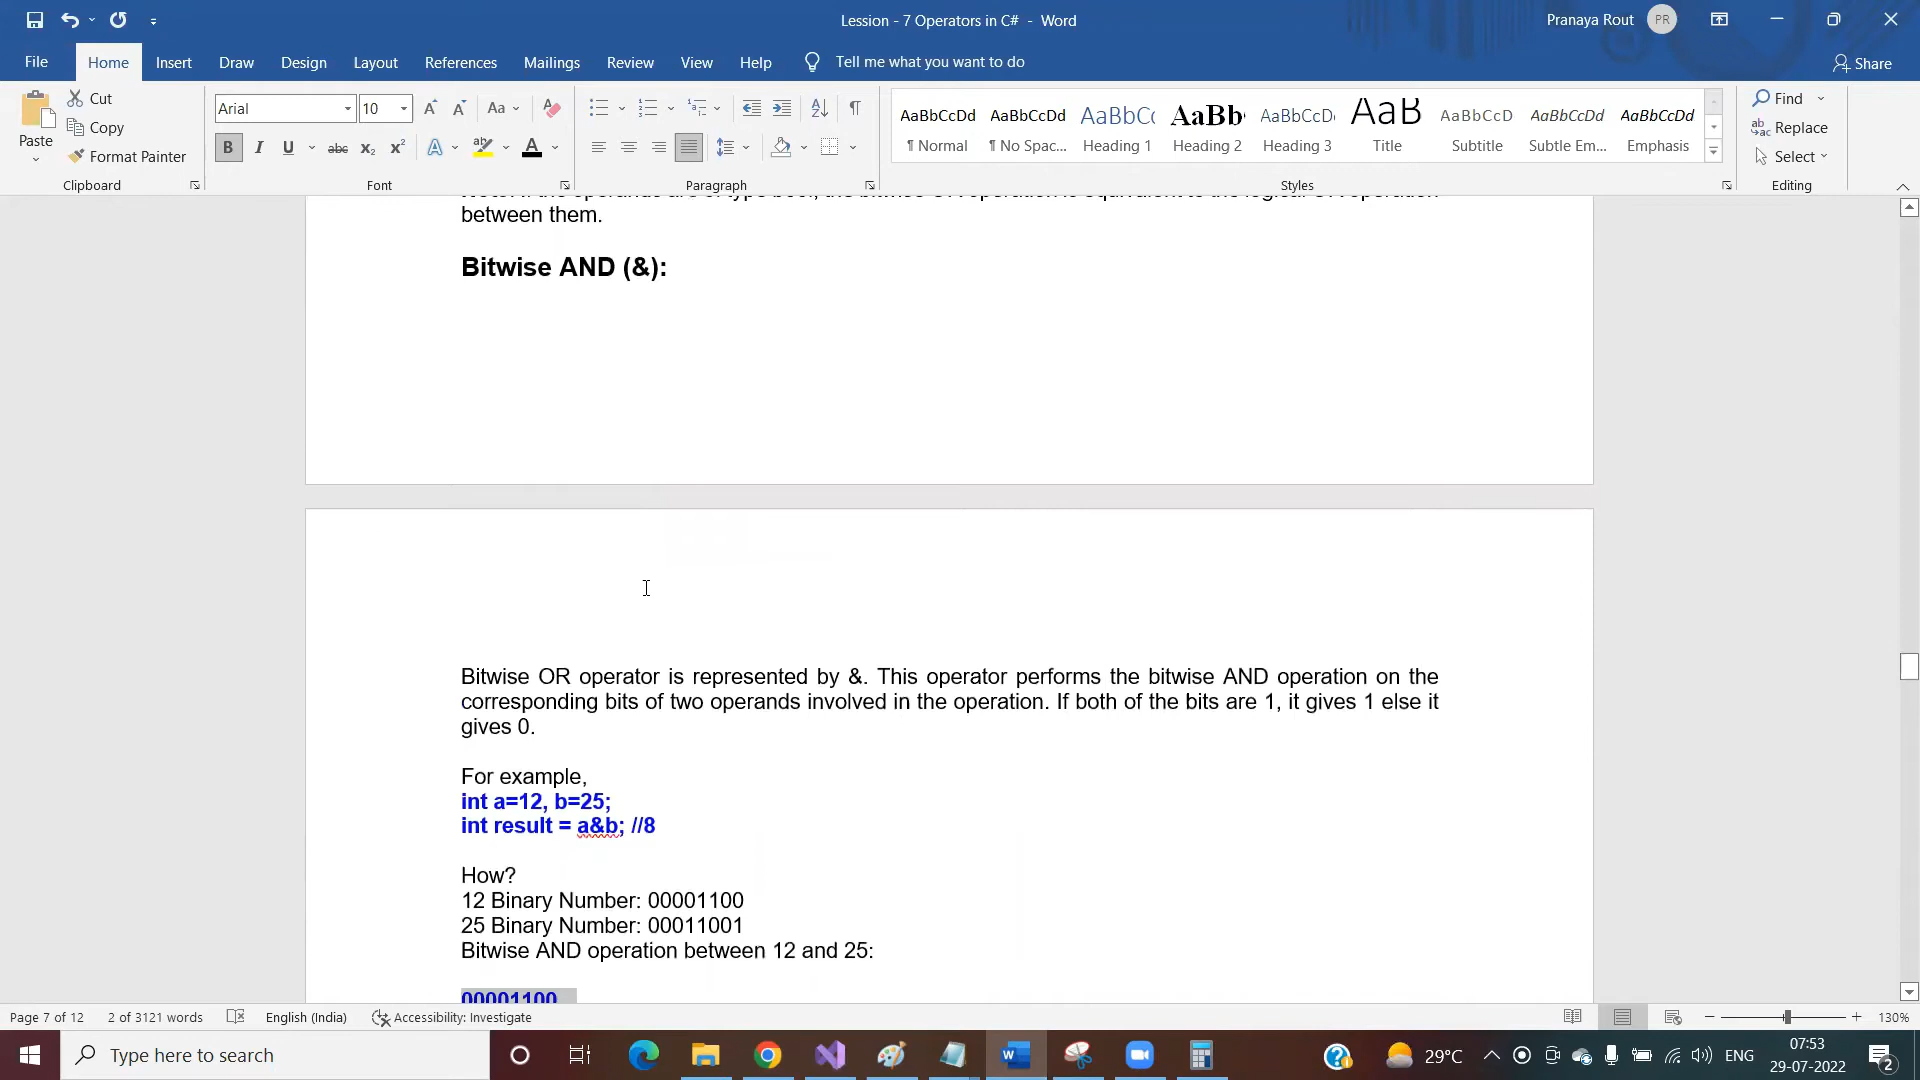 Lession - 7 Operators in C# - Word
Pranaya Rout
PR
File
Home
Insert
Draw
Design
Layout
References
Mailings
Review
View
Help
Tell me what you want to do
Share
Paste
Cut
Copy
Format Painter
Clipboard
Arial
10
Font
Paragraph
AaBbCcDd
¶ Normal
AaBbCcDd
¶ No Spac...
AaBbCc
Heading 1
AaBb
Heading 2
AaBbCcD
Heading 3
AaB
Title
AaBbCcD
Subtitle
AaBbCcDd
Subtle Em...
AaBbCcDd
Emphasis
Styles
Find
Replace
Select
Editing
between them.
Bitwise AND (&):
Bitwise OR operator is represented by &. This operator performs the bitwise AND operation on the
corresponding bits of two operands involved in the operation. If both of the bits are 1, it gives 1 else it
gives 0.
For example,
int a=12, b=25;
int result = a&b; //8
How?
12 Binary Number: 00001100
25 Binary Number: 00011001
Bitwise AND operation between 12 and 25:
00001100
Page 7 of 12
2 of 3121 words
English (India)
Accessibility: Investigate
130%
Type here to search
29°C
ENG
07:53
29-07-2022
2